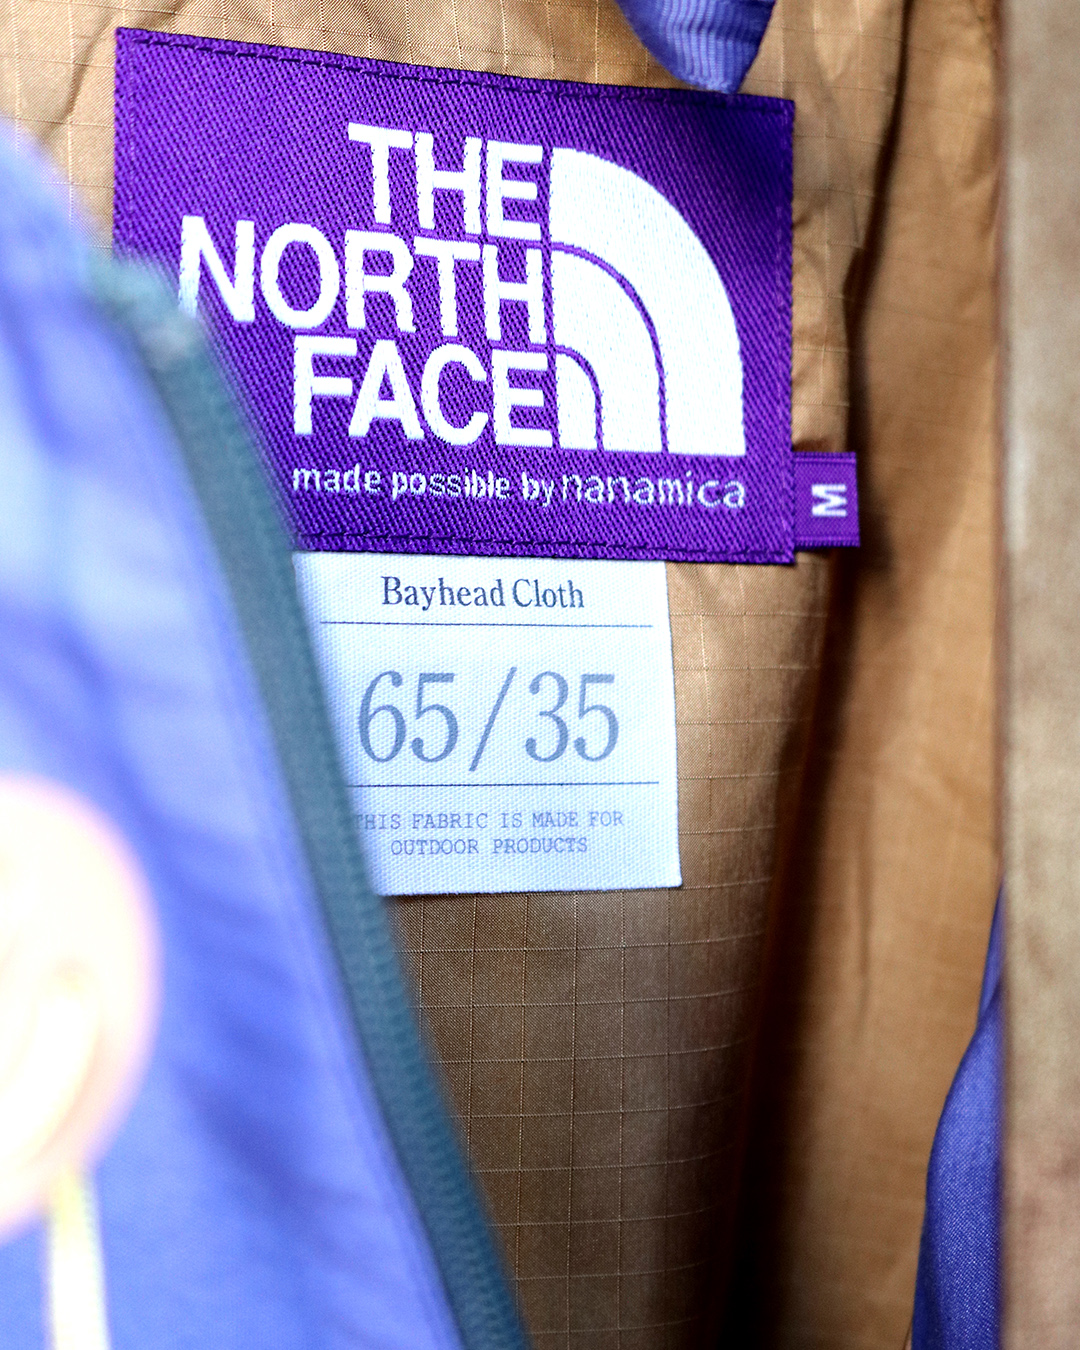 THE
NORTH
FACE
made possible by nanamica
M
Bayhead Cloth
65/35
THIS FABRIC IS MADE FOR
OUTDOOR PRODUCTS